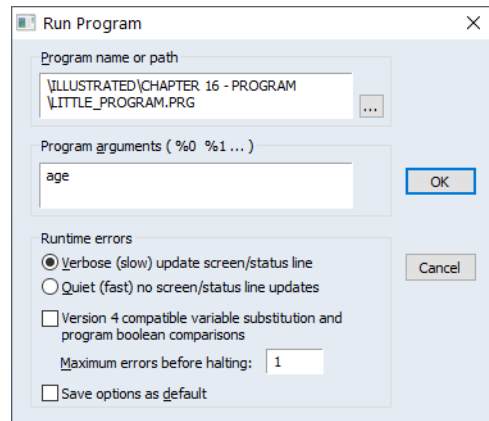 Run Program
Program name or path
\ILLUSTRATED\CHAPTER 16 - PROGRAM
\LITTLE_PROGRAM.PRG
...
Program arguments ( %0 %1 ... )
age
OK
Runtime errors
Verbose (slow) update screen/status line
Cancel
Quiet (fast) no screen/status line updates
Version 4 compatible variable substitution and
program boolean comparisons
Maximum errors before halting: 1
Save options as default